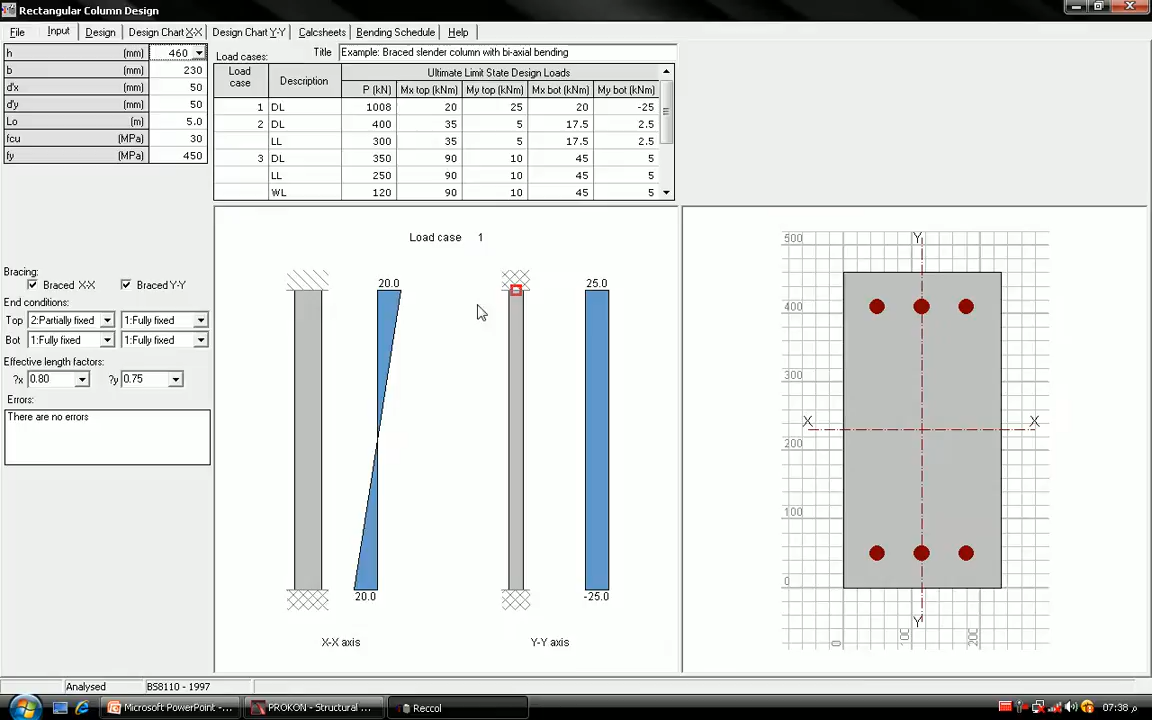 Rectangular Column Design
File Input Design Design Chart X-X Design Chart Y-Y Calcsheets Bending Schedule Help
h (mm) 460
b (mm) 230
d'x (mm) 50
d'y (mm) 50
Lo (m) 5.0
fcu (MPa) 30
fy (MPa) 450
Title Example: Braced slender column with bi-axial bending
Load cases:
Load case Description Ultimate Limit State Design Loads
P (kN) Mx top (kNm) My top (kNm) Mx bot (kNm) My bot (kNm)
1 DL 1008 20 25 20 -25
2 DL 400 35 5 17.5 2.5
LL 300 35 5 17.5 2.5
3 DL 350 90 10 45 5
LL 250 90 10 45 5
WL 120 90 10 45 5
Bracing:
Braced X-X Braced Y-Y
End conditions:
Top 2:Partially fixed 1:Fully fixed
Bot 1:Fully fixed 1:Fully fixed
Effective length factors:
?x 0.80 ?y 0.75
Errors:
There are no errors
Load case 1
20.0 25.0
20.0 -25.0
X-X axis Y-Y axis
500
400
300
200
100
0
0 100 200
Y
X X
Y
Analysed BS8110 - 1997
Microsoft PowerPoint - ... PROKON - Structural ... Reccol 07:38 م